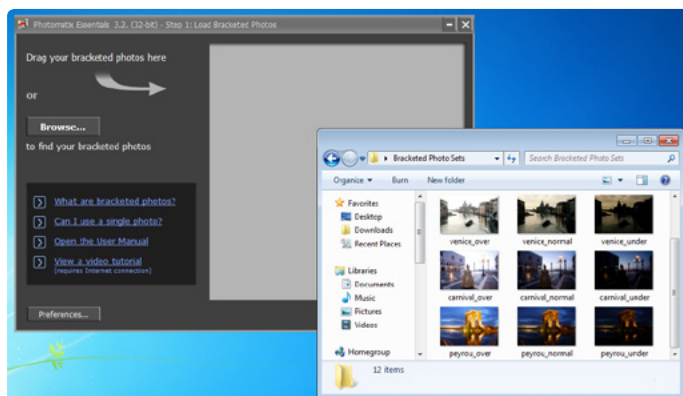 Photomatix Essentials 3.2. (32-bit) - Step 1: Load Bracketed Photos
Drag your bracketed photos here
or
Browse...
to find your bracketed photos
What are bracketed photos?
Can I use a single photo?
Open the User Manual
View a video tutorial
(requires Internet connection)
Preferences...
Bracketed Photo Sets
Search Bracketed Photo Sets
Organize
Burn
New folder
Favorites
Desktop
Downloads
Recent Places
Libraries
Documents
Music
Pictures
Videos
Homegroup
venice_over
venice_normal
venice_under
carnival_over
carnival_normal
carnival_under
peyrou_over
peyrou_normal
peyrou_under
12 items